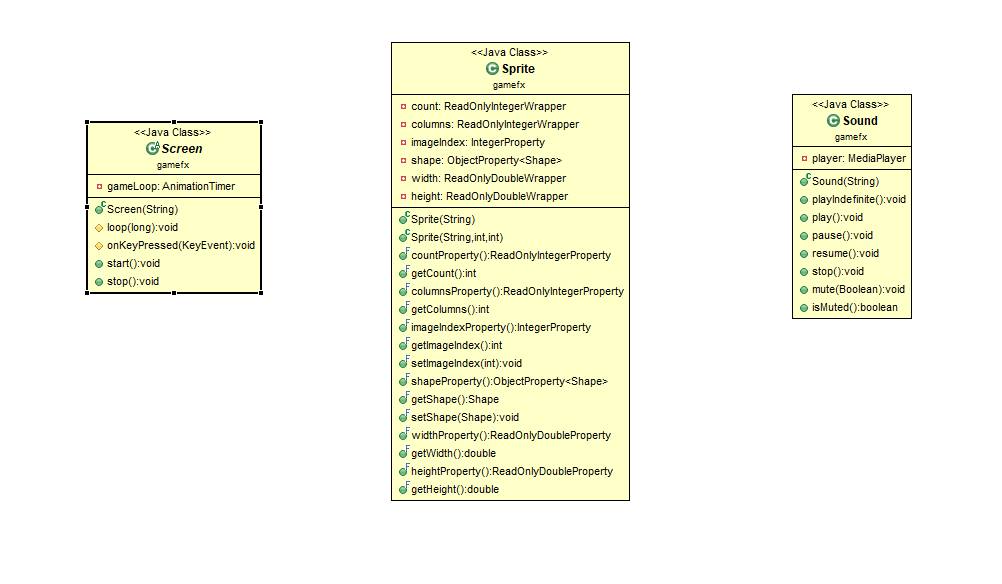 <<Java Class>>
Screen
gamefx
gameLoop: AnimationTimer
Screen(String)
loop(long):void
onKeyPressed(KeyEvent):void
start():void
stop():void
<<Java Class>>
Sprite
gamefx
count: ReadOnlyIntegerWrapper
columns: ReadOnlyIntegerWrapper
imageIndex: IntegerProperty
shape: ObjectProperty<Shape>
width: ReadOnlyDoubleWrapper
height: ReadOnlyDoubleWrapper
Sprite(String)
Sprite(String,int,int)
countProperty():ReadOnlyIntegerProperty
getCount():int
columnsProperty():ReadOnlyIntegerProperty
getColumns():int
imageIndexProperty():IntegerProperty
getImageIndex():int
setImageIndex(int):void
shapeProperty():ObjectProperty<Shape>
getShape():Shape
setShape(Shape):void
widthProperty():ReadOnlyDoubleProperty
getWidth():double
heightProperty():ReadOnlyDoubleProperty
getHeight():double
<<Java Class>>
Sound
gamefx
player: MediaPlayer
Sound(String)
playIndefinite():void
play():void
pause():void
resume():void
stop():void
mute(Boolean):void
isMuted():boolean